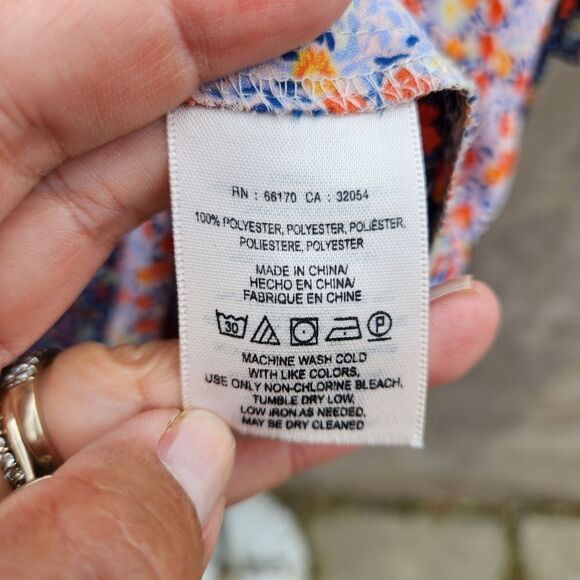 RN : 66170 CA : 32054
100% POLYESTER, POLYESTER, POLIÉSTER,
POLIESTERE, POLYESTER
MADE IN CHINA/
HECHO EN CHINA/
FABRIQUE EN CHINE
30 P
MACHINE WASH COLD
WITH LIKE COLORS,
USE ONLY NON-CHLORINE BLEACH,
TUMBLE DRY LOW,
LOW IRON AS NEEDED,
MAY BE DRY CLEANED